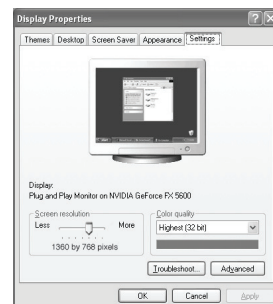 Display Properties
Themes Desktop Screen Saver Appearance Settings
Display:
Plug and Play Monitor on NVIDIA GeForce FX 5600
Screen resolution
Less More
1360 by 768 pixels
Color quality
Highest (32 bit)
Troubleshoot... Advanced
OK Cancel Apply